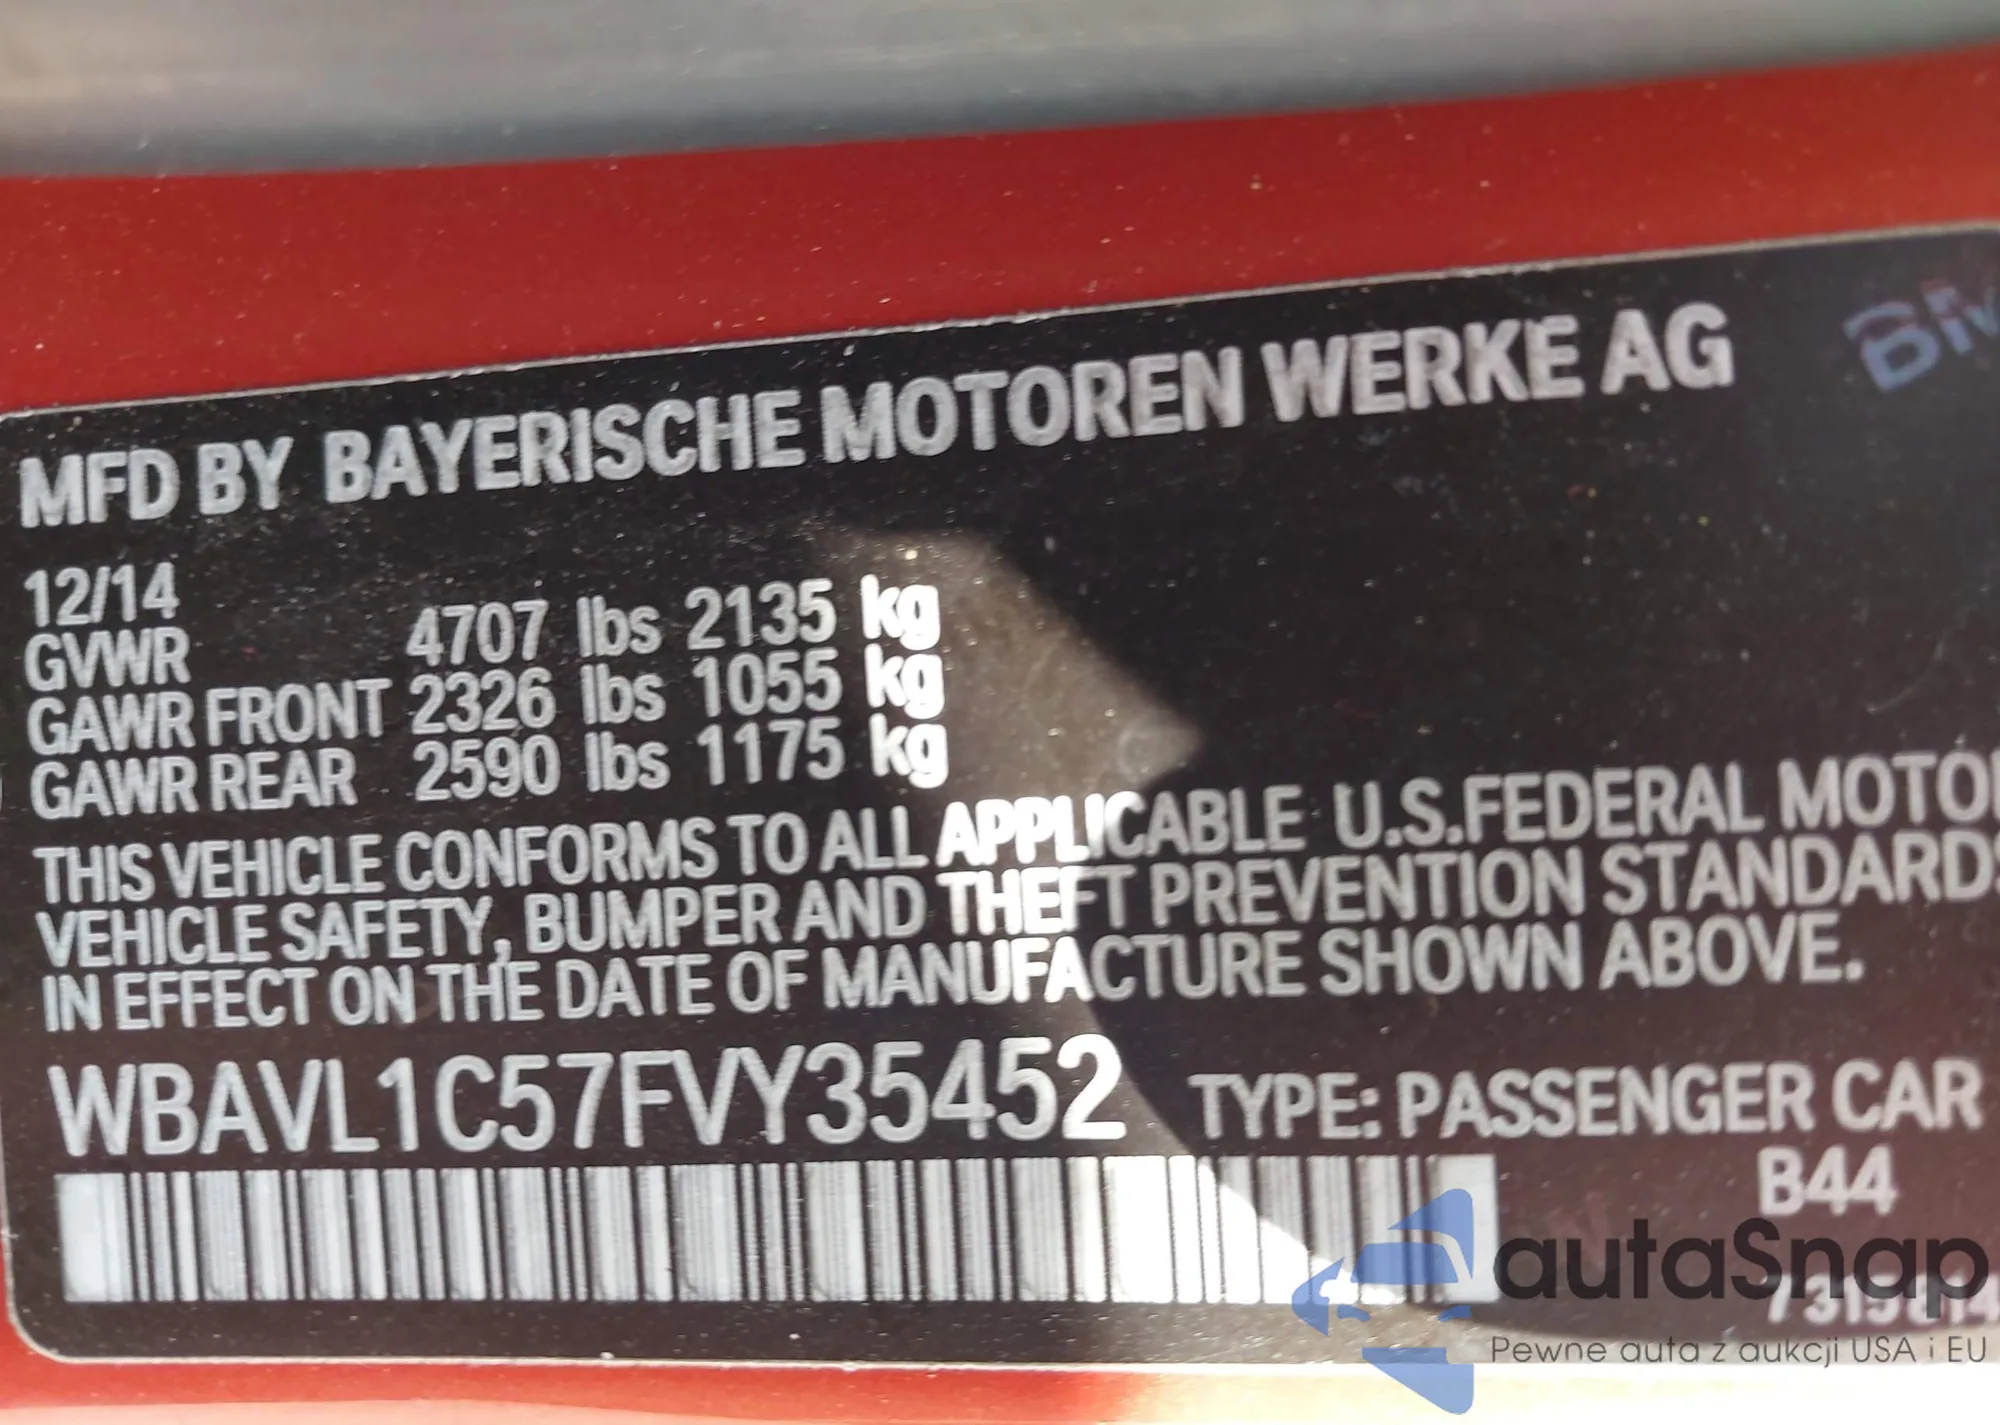 BM
MFD BY BAYERISCHE MOTOREN WERKE AG
12/14
GVWR 4707 lbs 2135 kg
GAWR FRONT 2326 lbs 1055 kg
GAWR REAR 2590 lbs 1175 kg
THIS VEHICLE CONFORMS TO ALL APPLICABLE U.S.FEDERAL MOTOR
VEHICLE SAFETY, BUMPER AND THEFT PREVENTION STANDARDS
IN EFFECT ON THE DATE OF MANUFACTURE SHOWN ABOVE.
WBAVL1C57FVY35452 TYPE: PASSENGER CAR
B44
autaSnap
7319814
Pewne auta z aukcji USA i EU